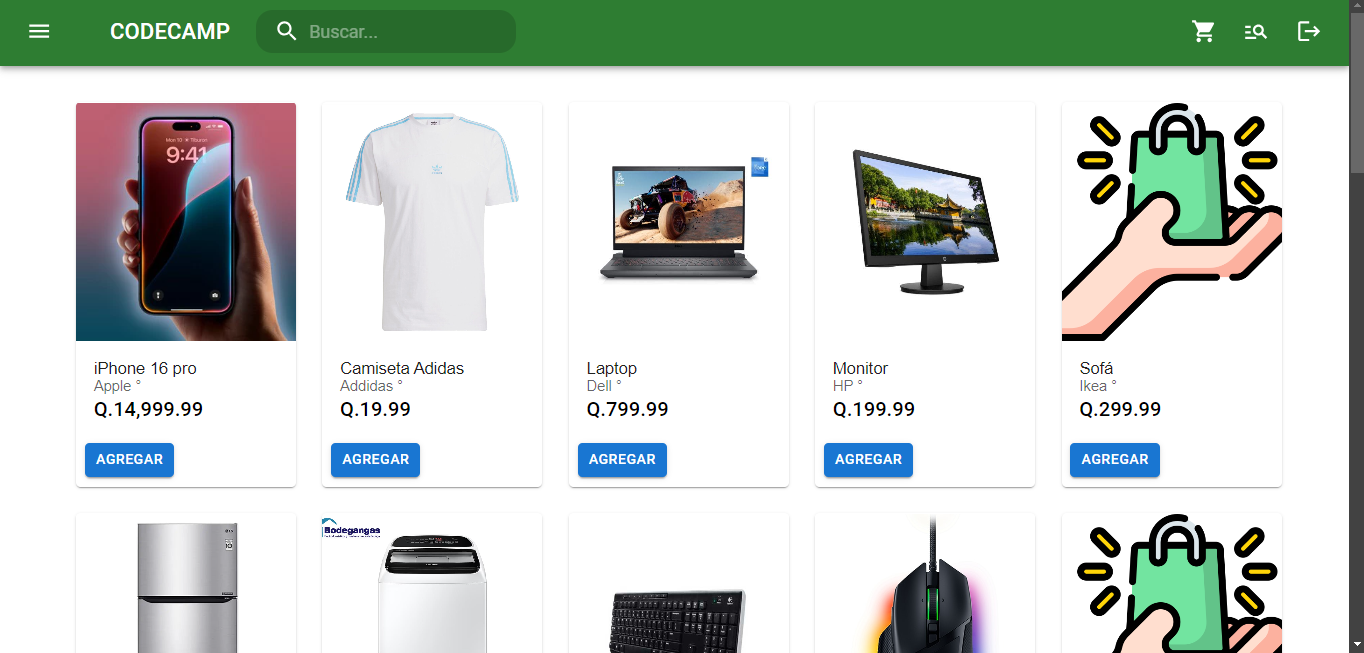 CODECAMP
Buscar...
9:41
iPhone 16 pro
Apple °
Q.14,999.99
AGREGAR
Camiseta Adidas
Addidas °
Q.19.99
AGREGAR
Laptop
Dell °
Q.799.99
AGREGAR
Monitor
HP °
Q.199.99
AGREGAR
Sofá
Ikea °
Q.299.99
AGREGAR
Bodegangas